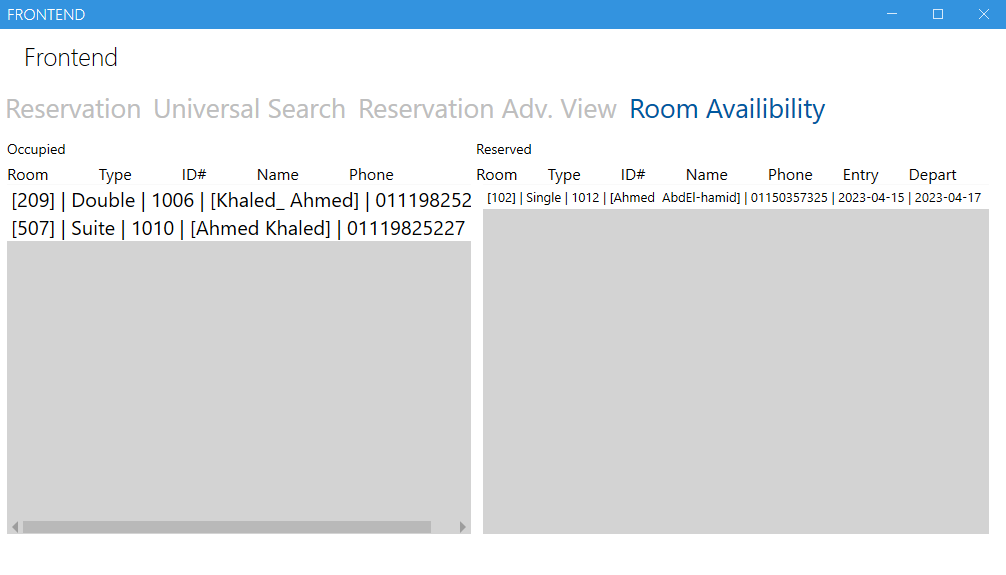 FRONTEND
Frontend
Reservation Universal Search Reservation Adv. View Room Availibility
Occupied
Room Type ID# Name Phone
[209] | Double | 1006 | [Khaled_ Ahmed] | 011198252
[507] | Suite | 1010 | [Ahmed Khaled] | 01119825227
Reserved
Room Type ID# Name Phone Entry Depart
[102] | Single | 1012 | [Ahmed AbdEl-hamid] | 01150357325 | 2023-04-15 | 2023-04-17